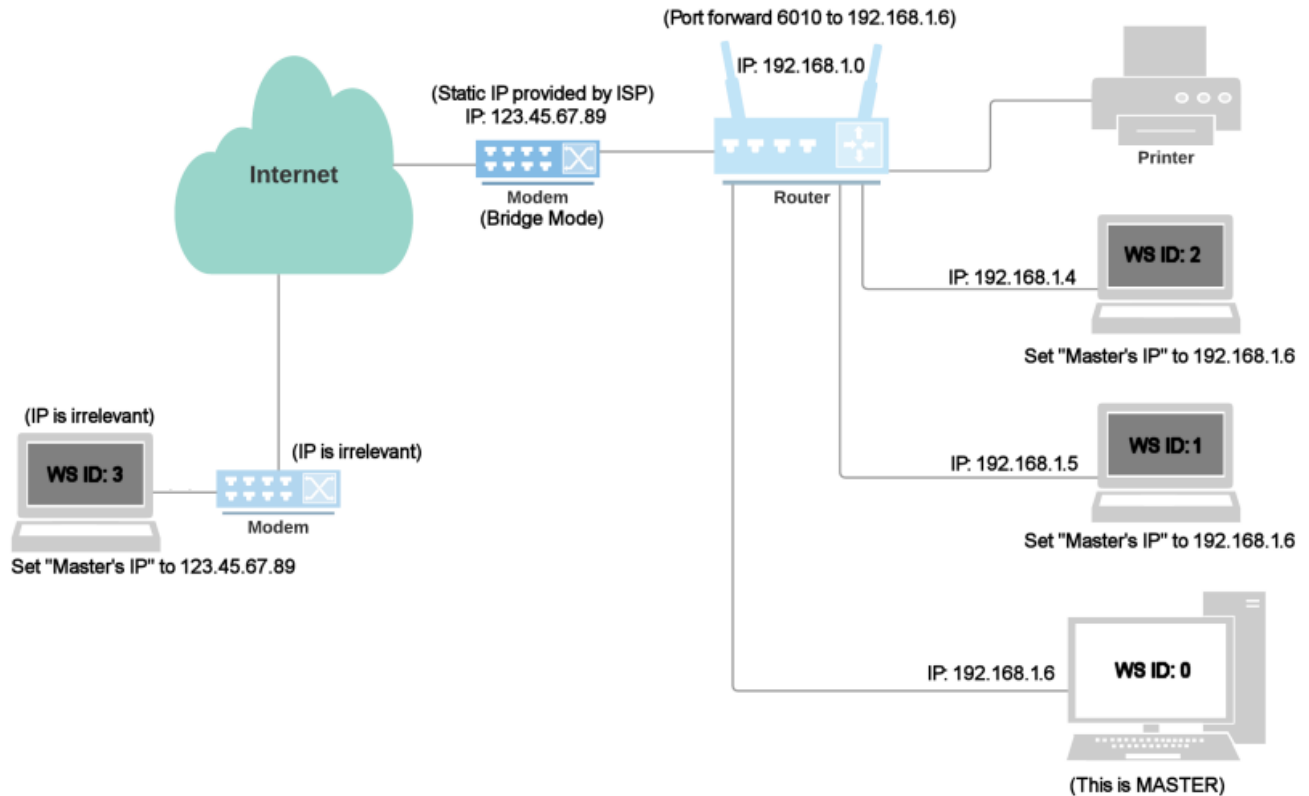 (Port forward 6010 to 192.168.1.6)
IP: 192.168.1.0
(Static IP provided by ISP)
IP: 123.45.67.89
Internet
Modem
(Bridge Mode)
Router
Printer
WS ID: 2
IP: 192.168.1.4
Set "Master's IP" to 192.168.1.6
WS ID: 1
IP: 192.168.1.5
Set "Master's IP" to 192.168.1.6
(IP is irrelevant)
WS ID: 3
(IP is irrelevant)
Modem
Set "Master's IP" to 123.45.67.89
IP: 192.168.1.6
WS ID: 0
(This is MASTER)